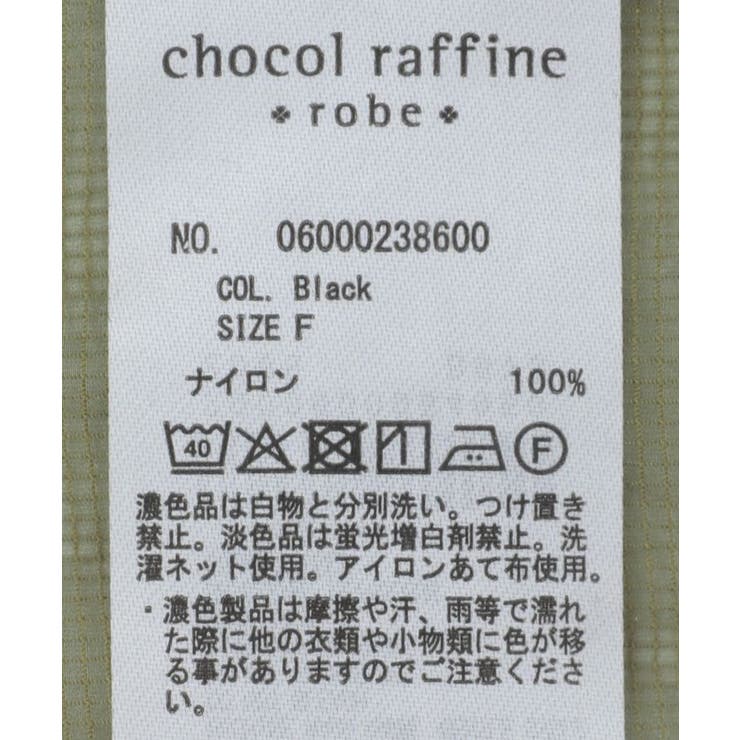 chocol raffine
robe
NO. 06000238600
COL. Black
SIZE F
ナイロン 100%
40 F
濃色品は白物と分別洗い。つけ置き
禁止。淡色品は蛍光増白剤禁止。洗
濯ネット使用。アイロンあて布使用。
・濃色製品は摩擦や汗、雨等で濡れ
た際に他の衣類や小物類に色が移
る事がありますのでご注意くださ
い。